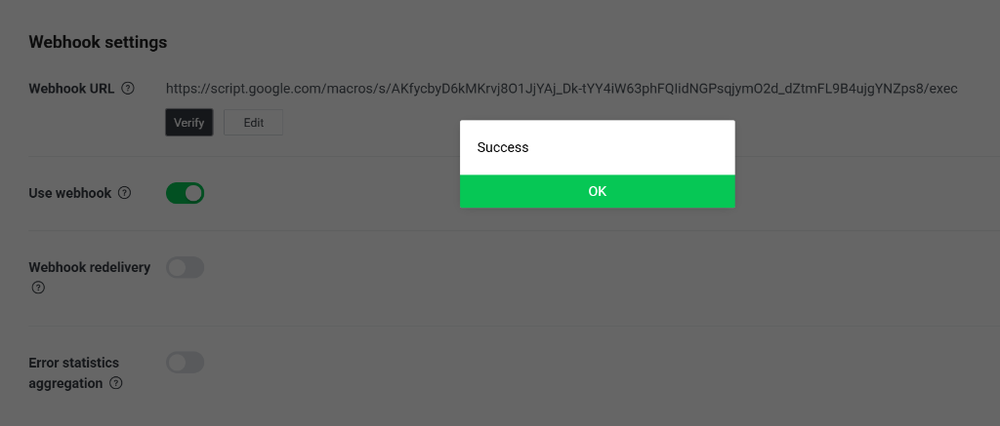 Webhook settings
Webhook URL ?
https://script.google.com/macros/s/AKfycbyD6kMKrvj8O1JjYAj_Dk-tYY4iW63phFQIidNGPsqjymO2d_dZtmFL9B4ujgYNZps8/exec
Verify
Edit
Success
OK
Use webhook ?
Webhook redelivery
?
Error statistics
aggregation ?